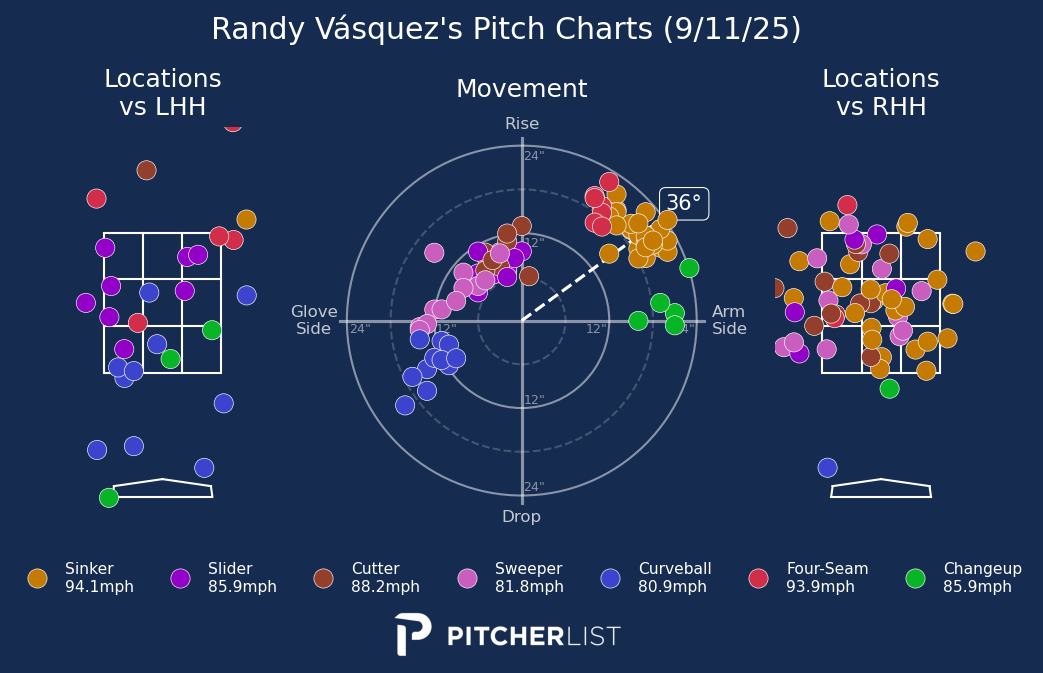 Randy Vásquez's Pitch Charts (9/11/25)
Locations
vs LHH
Movement
Locations
vs RHH
Rise
24"
36°
12"
Glove
Side
24"
12"
12"
Arm
Side
12"
24"
Drop
Sinker
94.1mph
Slider
85.9mph
Cutter
88.2mph
Sweeper
81.8mph
Curveball
80.9mph
Four-Seam
93.9mph
Changeup
85.9mph
PITCHERLIST